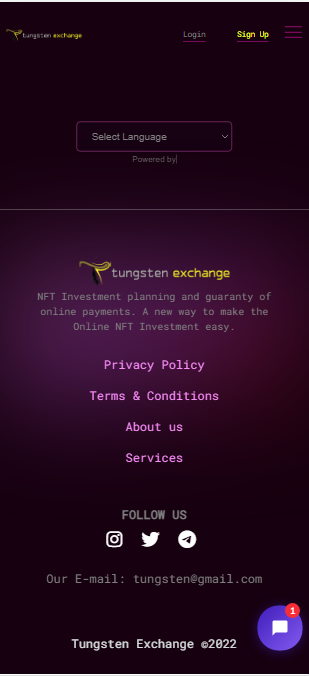 tungsten exchange
Login
Sign Up
Select Language
Powered by
tungsten exchange
NFT Investment planning and guaranty of
online payments. A new way to make the
Online NFT Investment easy.
Privacy Policy
Terms & Conditions
About us
Services
FOLLOW US
Our E-mail: tungsten@gmail.com
1
Tungsten Exchange ©2022